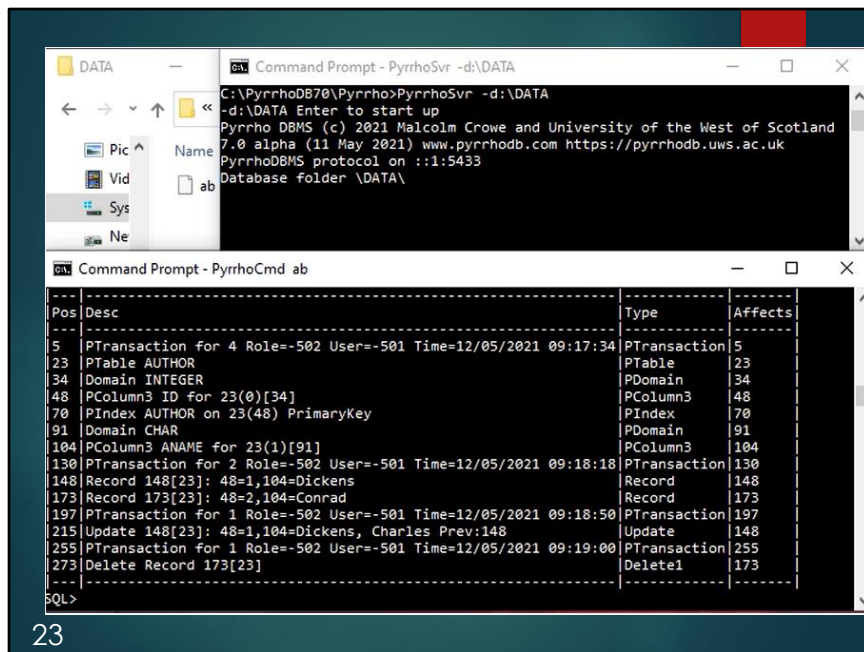 DATA
Command Prompt - PyrrhoSvr -d:\DATA
C:\PyrrhoDB70\Pyrrho>PyrrhoSvr -d:\DATA
-d:\DATA Enter to start up
Pyrrho DBMS (c) 2021 Malcolm Crowe and University of the West of Scotland
7.0 alpha (11 May 2021) www.pyrrhodb.com https://pyrrhodb.uws.ac.uk
PyrrhoDBMS protocol on ::1:5433
Database folder \DATA\
«
Pic
Name
Vid
ab
Sys
Ne
Command Prompt - PyrrhoCmd ab
|---|--------------------------------------------------------------|------------|-------|
|Pos|Desc |Type |Affects|
|---|--------------------------------------------------------------|------------|-------|
|5 |PTransaction for 4 Role=-502 User=-501 Time=12/05/2021 09:17:34|PTransaction|5 |
|23 |PTable AUTHOR |PTable |23 |
|34 |Domain INTEGER |PDomain |34 |
|48 |PColumn3 ID for 23(0)[34] |PColumn3 |48 |
|70 |PIndex AUTHOR on 23(48) PrimaryKey |PIndex |70 |
|91 |Domain CHAR |PDomain |91 |
|104|PColumn3 ANAME for 23(1)[91] |PColumn3 |104 |
|130|PTransaction for 2 Role=-502 User=-501 Time=12/05/2021 09:18:18|PTransaction|130 |
|148|Record 148[23]: 48=1,104=Dickens |Record |148 |
|173|Record 173[23]: 48=2,104=Conrad |Record |173 |
|197|PTransaction for 1 Role=-502 User=-501 Time=12/05/2021 09:18:50|PTransaction|197 |
|215|Update 148[23]: 48=1,104=Dickens, Charles Prev:148 |Update |148 |
|255|PTransaction for 1 Role=-502 User=-501 Time=12/05/2021 09:19:00|PTransaction|255 |
|273|Delete Record 173[23] |Delete1 |173 |
|---|--------------------------------------------------------------|------------|-------|
SQL>
23